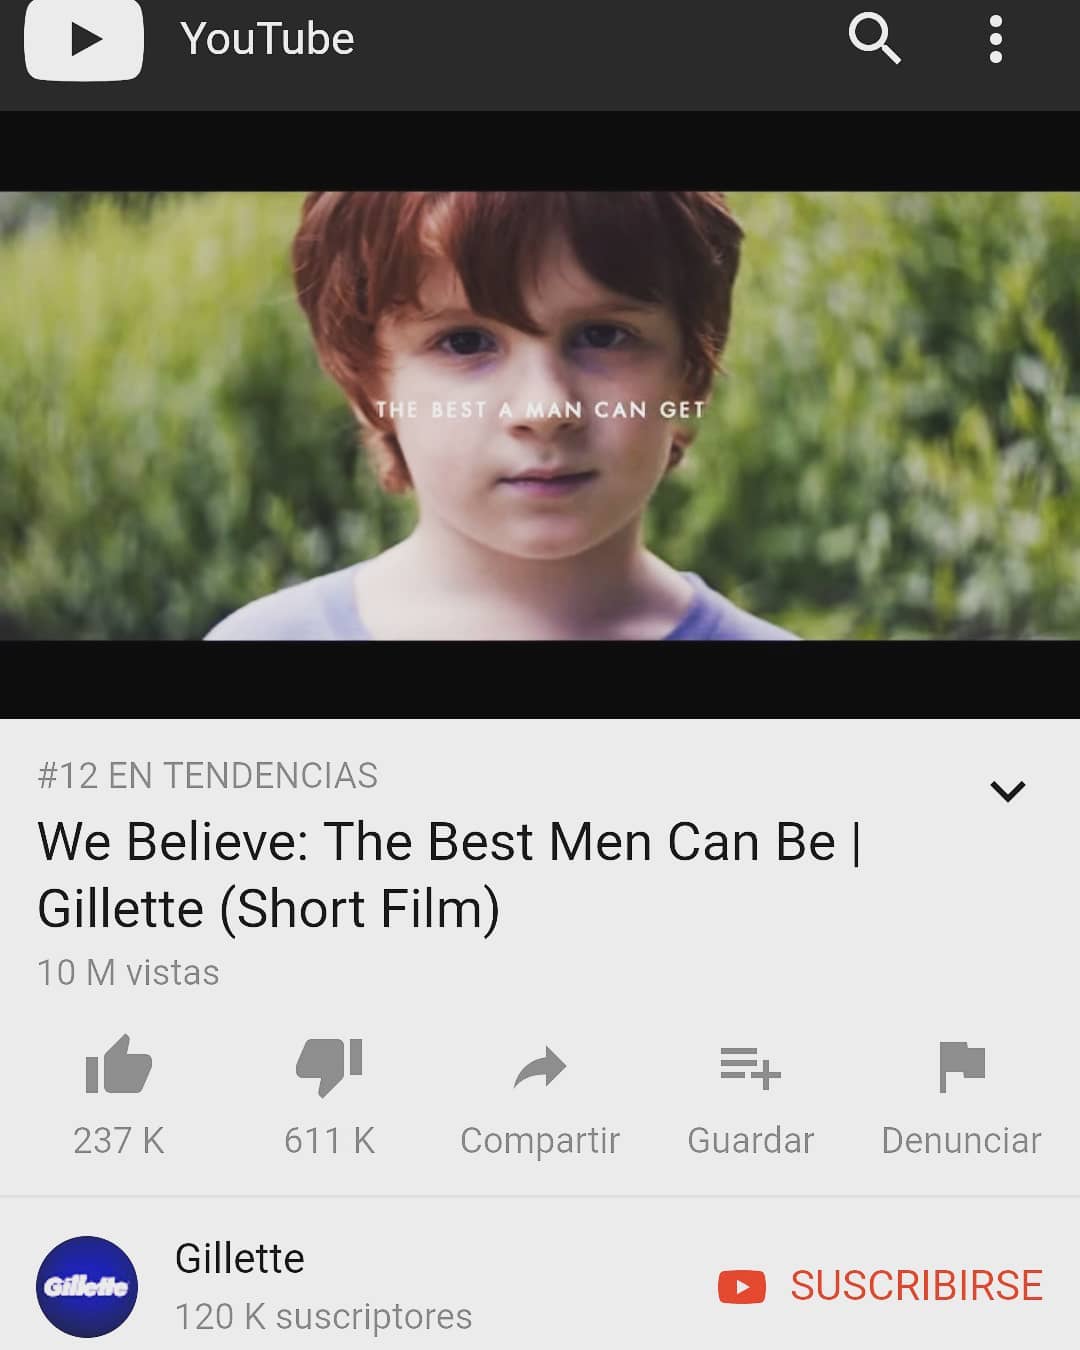 YouTube
THE BEST A MAN CAN GET
#12 EN TENDENCIAS
We Believe: The Best Men Can Be |
Gillette (Short Film)
10 M vistas
237 K
611 K
Compartir
Guardar
Denunciar
Gillette
Gillette
120 K suscriptores
SUSCRIBIRSE